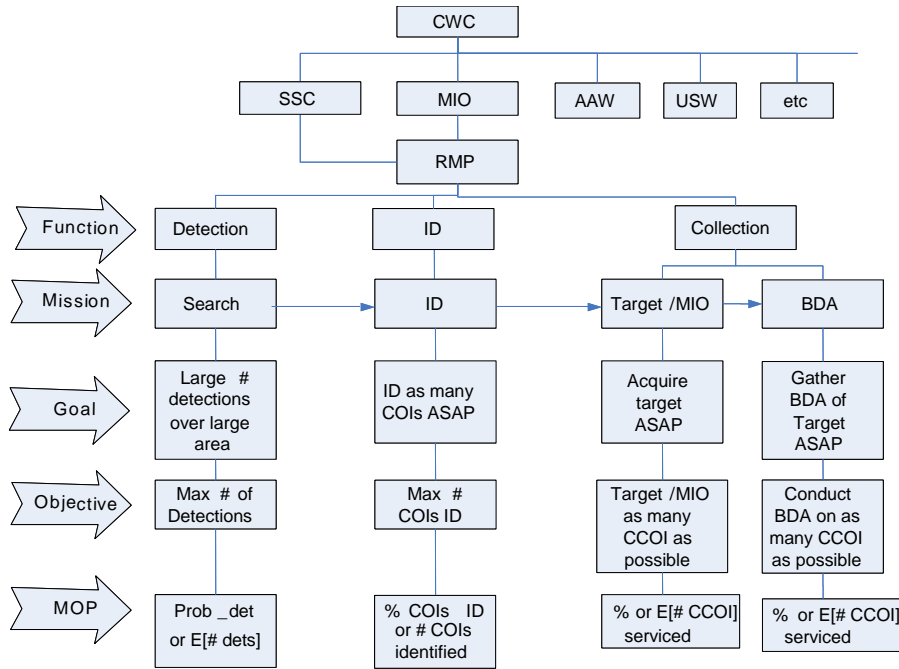 CWC
SSC
MIO
AAW
USW
etc
RMP
Function
Detection
ID
Collection
Mission
Search
ID
Target /MIO
BDA
Goal
Large #
detections
over large
area
ID as many
COIs ASAP
Acquire
target
ASAP
Gather
BDA of
Target
ASAP
Objective
Max # of
Detections
Max #
COIs ID
Target /MIO
as many
CCOI as
possible
Conduct
BDA on as
many CCOI
as possible
MOP
Prob _det
or E[# dets]
% COIs ID
or # COIs
identified
% or E[# CCOI]
serviced
% or E[# CCOI]
serviced